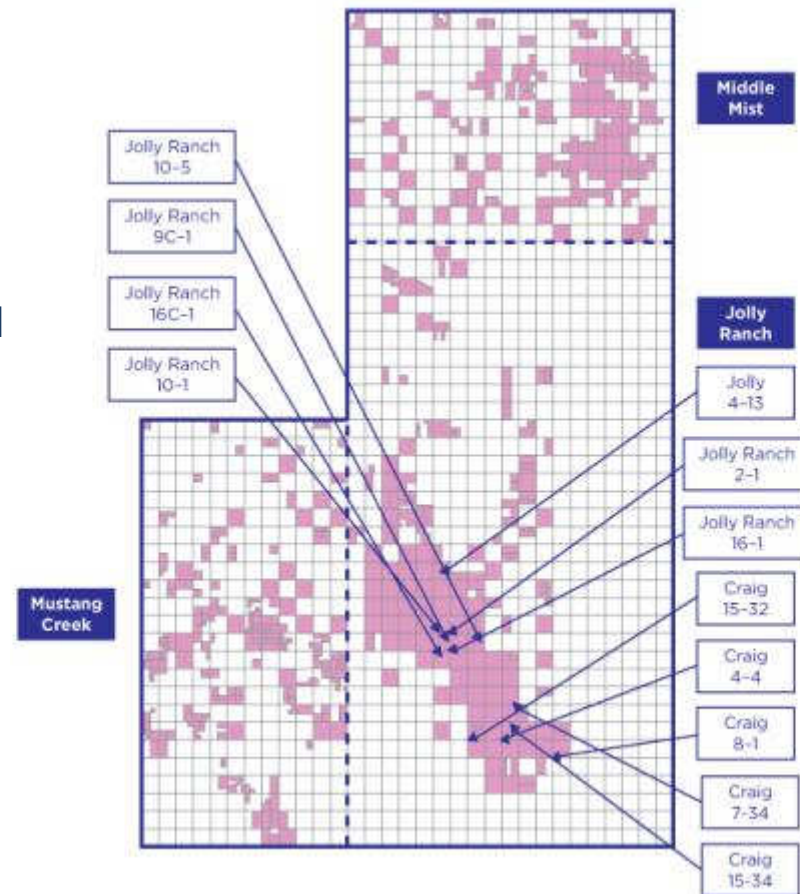 Middle
Mist
Jolly Ranch
10-5
Jolly Ranch
9C-1
Jolly Ranch
16C-1
Jolly Ranch
10-1
Jolly
Ranch
Jolly
4-13
Jolly Ranch
2-1
Jolly Ranch
16-1
Mustang
Creek
Craig
15-32
Craig
4-4
Craig
8-1
Craig
7-34
Craig
15-34